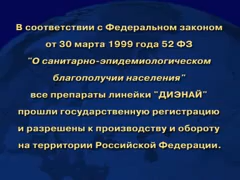 В соответствии с Федеральном законом
от 30 марта 1999 года 52 ФЗ
"О санитарно-эпидемиологическом
благополучии населения"
все препараты линейки "ДИЭНАЙ"
прошли государственную регистрацию
и разрешены к производству и обороту
на территории Российской Федерации.